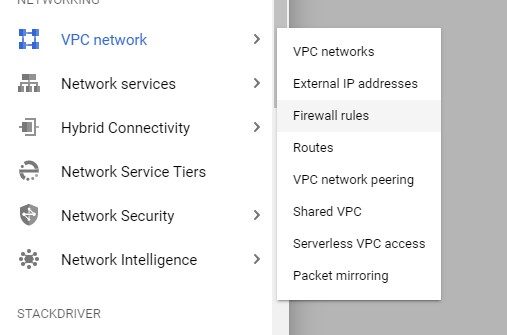 NETWORKING
VPC network
VPC networks
External IP addresses
Firewall rules
Routes
VPC network peering
Shared VPC
Serverless VPC access
Packet mirroring
Network services
Hybrid Connectivity
Network Service Tiers
Network Security
Network Intelligence
STACKDRIVER